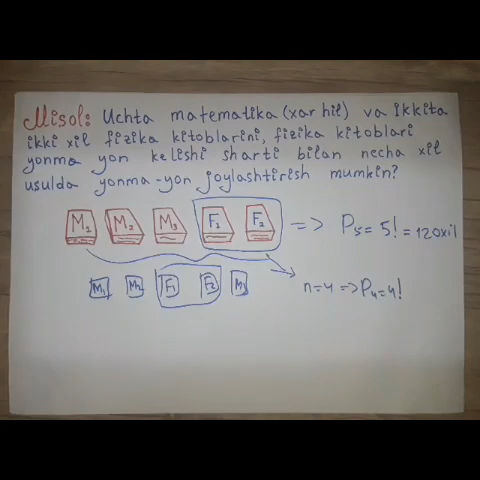 Misol: Uchta matematika (xar hil) va ikkita
ikki xil fizika kitoblarini, fizika kitoblari
yonma yon kelishi sharti bilan necha xil
usulda yonma-yon joylashtirish mumkin?
M₁ M₂ M₃ F₁ F₂ => P₅ = 5! = 120 xil
M₁ M₂ F₁ F₂ M₃ n=4 => P₄=4!